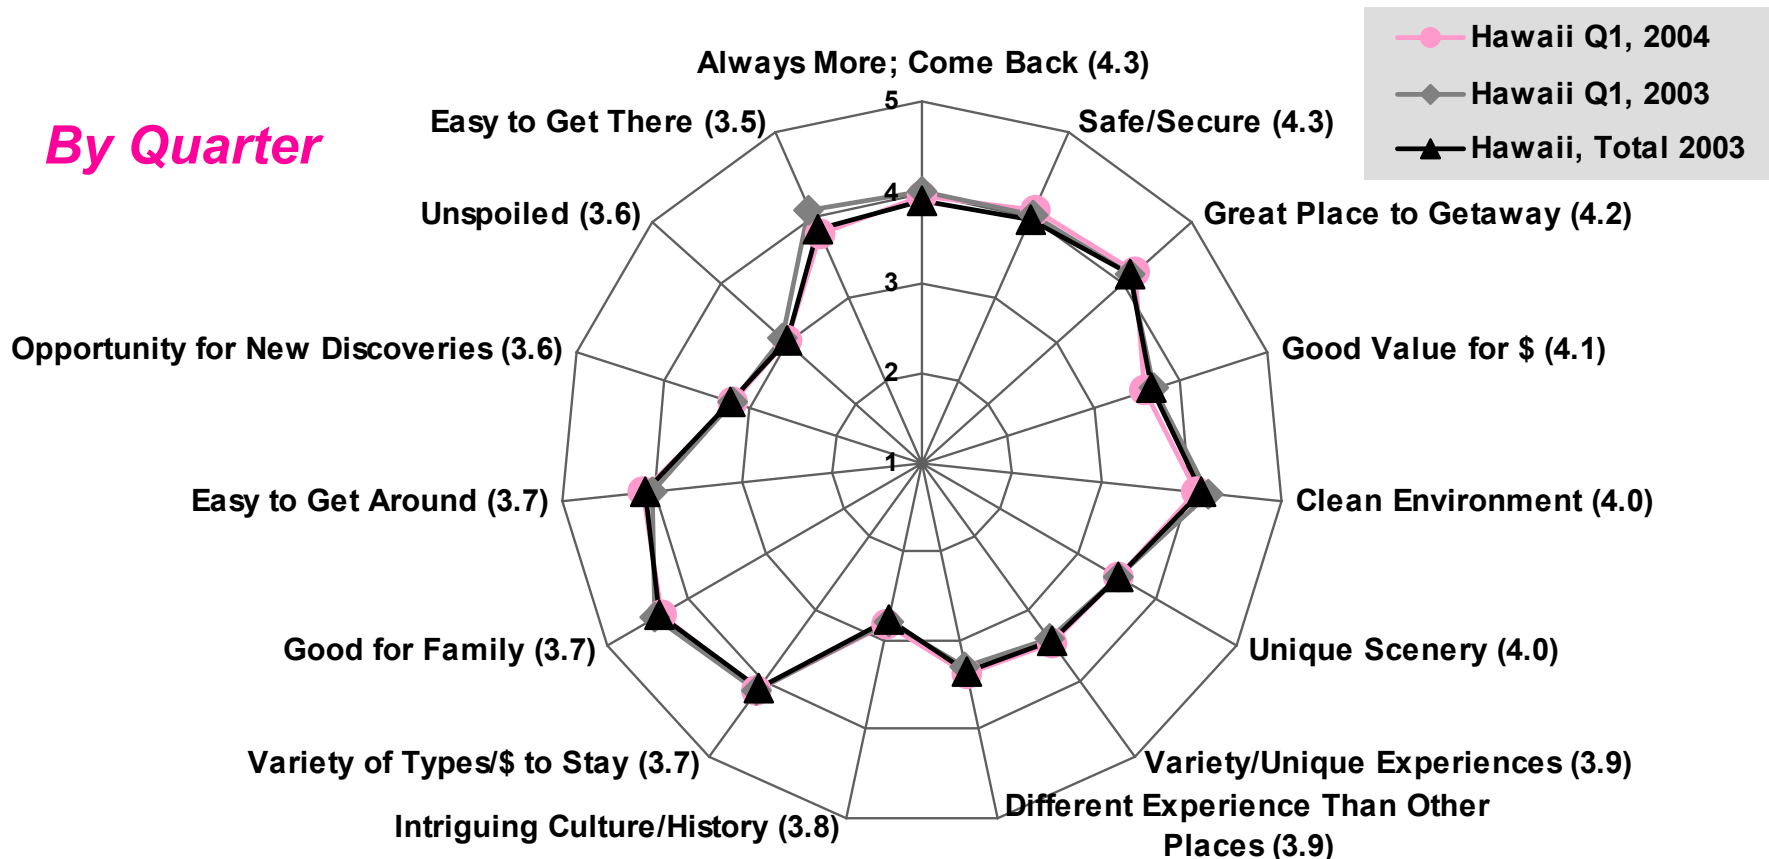 Hawaii Q1, 2004
Hawaii Q1, 2003
Hawaii, Total 2003
By Quarter
Always More; Come Back (4.3)
Safe/Secure (4.3)
Great Place to Getaway (4.2)
Good Value for $ (4.1)
Clean Environment (4.0)
Unique Scenery (4.0)
Variety/Unique Experiences (3.9)
Different Experience Than Other
Places (3.9)
Intriguing Culture/History (3.8)
Variety of Types/$ to Stay (3.7)
Good for Family (3.7)
Easy to Get Around (3.7)
Opportunity for New Discoveries (3.6)
Unspoiled (3.6)
Easy to Get There (3.5)
5
4
3
2
1